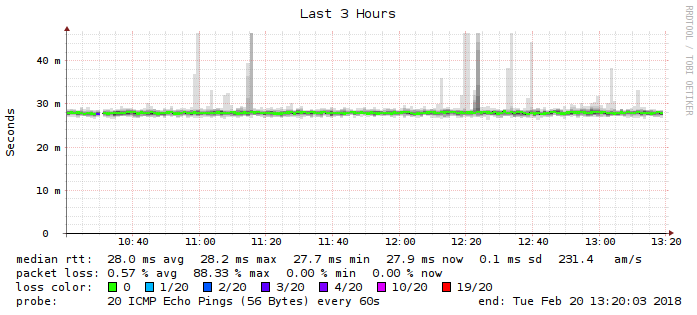 Last 3 Hours
RRDTOOL / TOBI OETIKER
Seconds
40 m
30 m
20 m
10 m
0
10:40 11:00 11:20 11:40 12:00 12:20 12:40 13:00 13:20
median rtt: 28.0 ms avg 28.2 ms max 27.7 ms min 27.9 ms now 0.1 ms sd 231.4 am/s
packet loss: 0.57 % avg 88.33 % max 0.00 % min 0.00 % now
loss color: 0 1/20 2/20 3/20 4/20 10/20 19/20
probe: 20 ICMP Echo Pings (56 Bytes) every 60s end: Tue Feb 20 13:20:03 2018